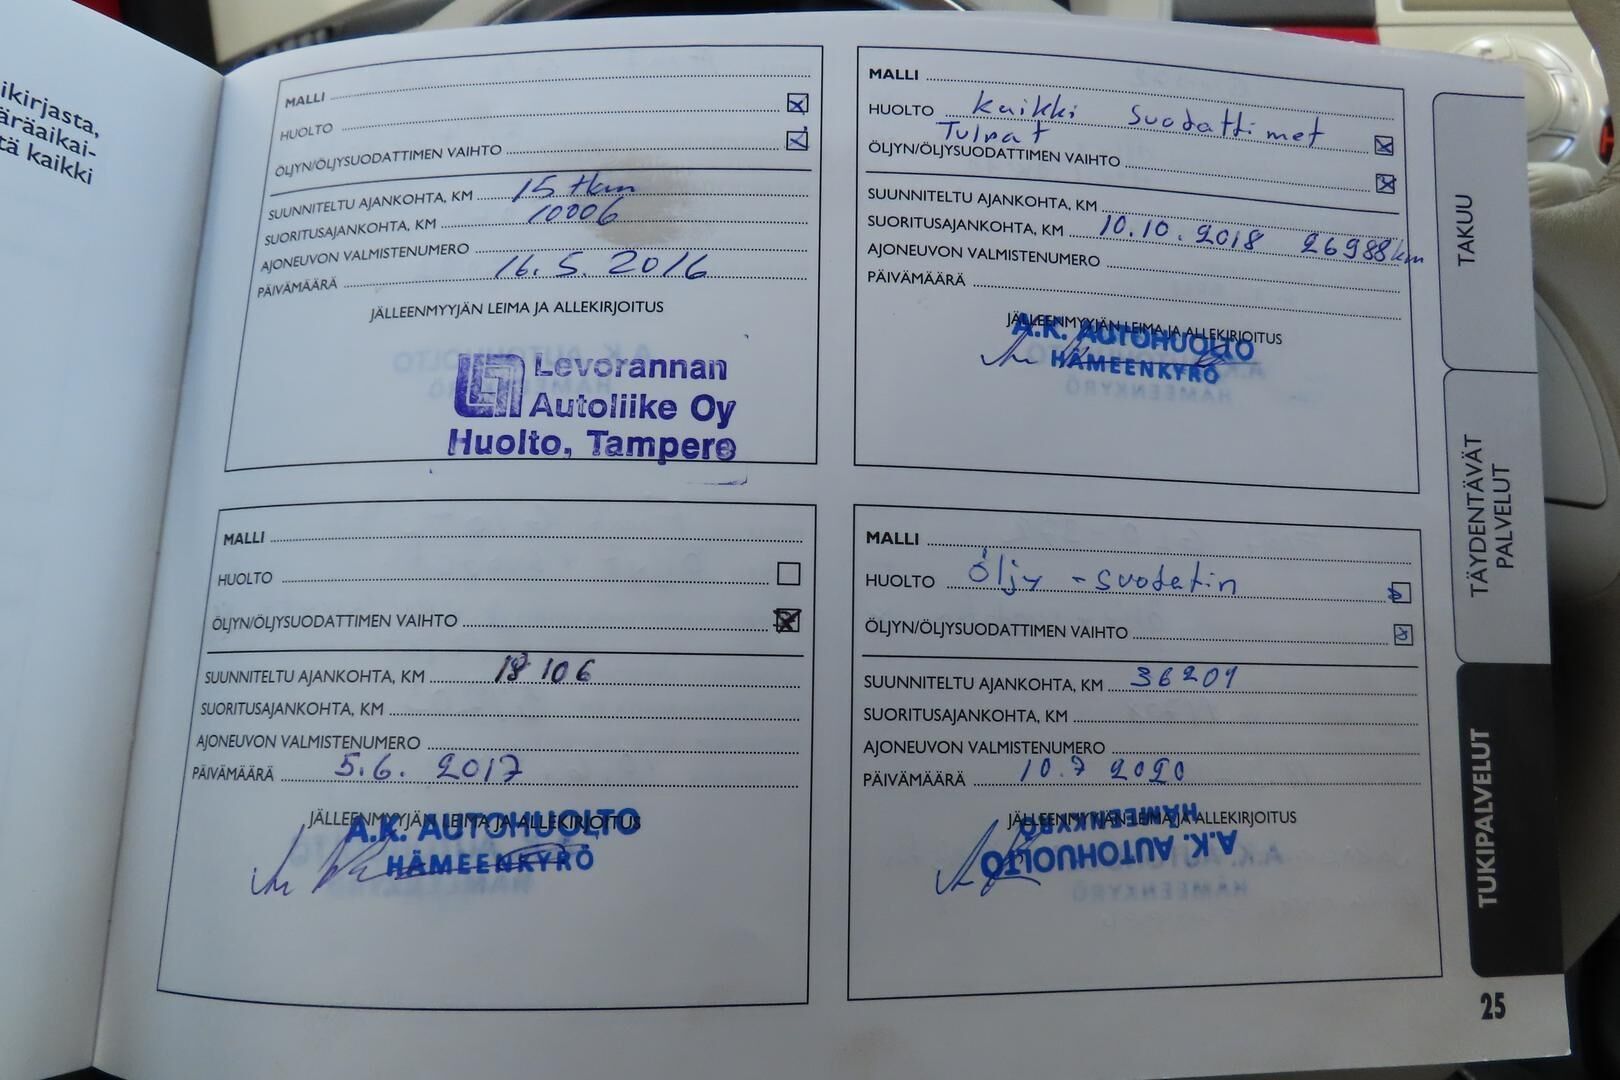 ikirjasta,
äräaikai-
tä kaikki
MALLI
HUOLTO
ÖLJYN/ÖLJYSUODATTIMEN VAIHTO
SUUNNITELTU AJANKOHTA, KM 15 tkm
SUORITUSAJANKOHTA, KM 10006
AJONEUVON VALMISTENUMERO
PÄIVÄMÄÄRÄ 16.5.2016
JÄLLEENMYYJÄN LEIMA JA ALLEKIRJOITUS
Levorannan
Autoliike Oy
Huolto, Tampere
MALLI
HUOLTO Kaikki Suodattimet
Tulpat
ÖLJYN/ÖLJYSUODATTIMEN VAIHTO
SUUNNITELTU AJANKOHTA, KM
SUORITUSAJANKOHTA, KM 10.10.2018 26988km
AJONEUVON VALMISTENUMERO
PÄIVÄMÄÄRÄ
JÄLLEENMYYJÄN LEIMA JA ALLEKIRJOITUS
A.K. AUTOHUOLTO
HÄMEENKYRÖ
MALLI
HUOLTO
ÖLJYN/ÖLJYSUODATTIMEN VAIHTO
SUUNNITELTU AJANKOHTA, KM 18106
SUORITUSAJANKOHTA, KM
AJONEUVON VALMISTENUMERO
PÄIVÄMÄÄRÄ 5.6. 2017
JÄLLEENMYYJÄN LEIMA JA ALLEKIRJOITUS
A.K. AUTOHUOLTO
HÄMEENKYRÖ
MALLI
HUOLTO Öljy - suodatin
ÖLJYN/ÖLJYSUODATTIMEN VAIHTO
SUUNNITELTU AJANKOHTA, KM 36201
SUORITUSAJANKOHTA, KM
AJONEUVON VALMISTENUMERO
PÄIVÄMÄÄRÄ 10.7 2020
JÄLLEENMYYJÄN LEIMA JA ALLEKIRJOITUS
A.K. AUTOHUOLTO
HÄMEENKYRÖ
TAKUU
TÄYDENTÄVÄT
PALVELUT
TUKIPALVELUT
25